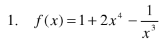 1. f(x) = 1 + 2x⁴ − 1/x³